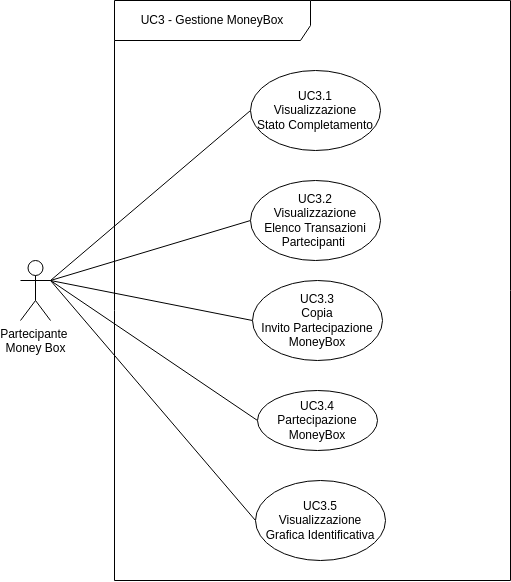 UC3 - Gestione MoneyBox
UC3.1
Visualizzazione
Stato Completamento
UC3.2
Visualizzazione
Elenco Transazioni
Partecipanti
UC3.3
Copia
Invito Partecipazione
MoneyBox
Partecipante
Money Box
UC3.4
Partecipazione
MoneyBox
UC3.5
Visualizzazione
Grafica Identificativa